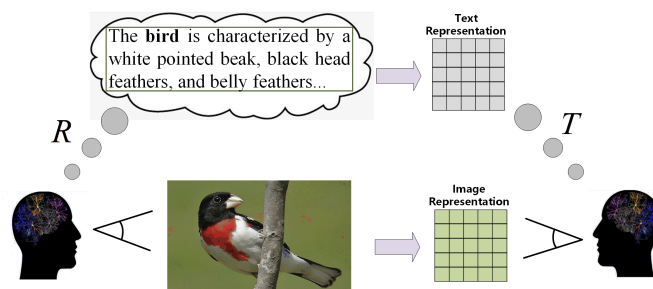 The bird is characterized by a
white pointed beak, black head
feathers, and belly feathers...
Text
Representation
R
T
Image
Representation